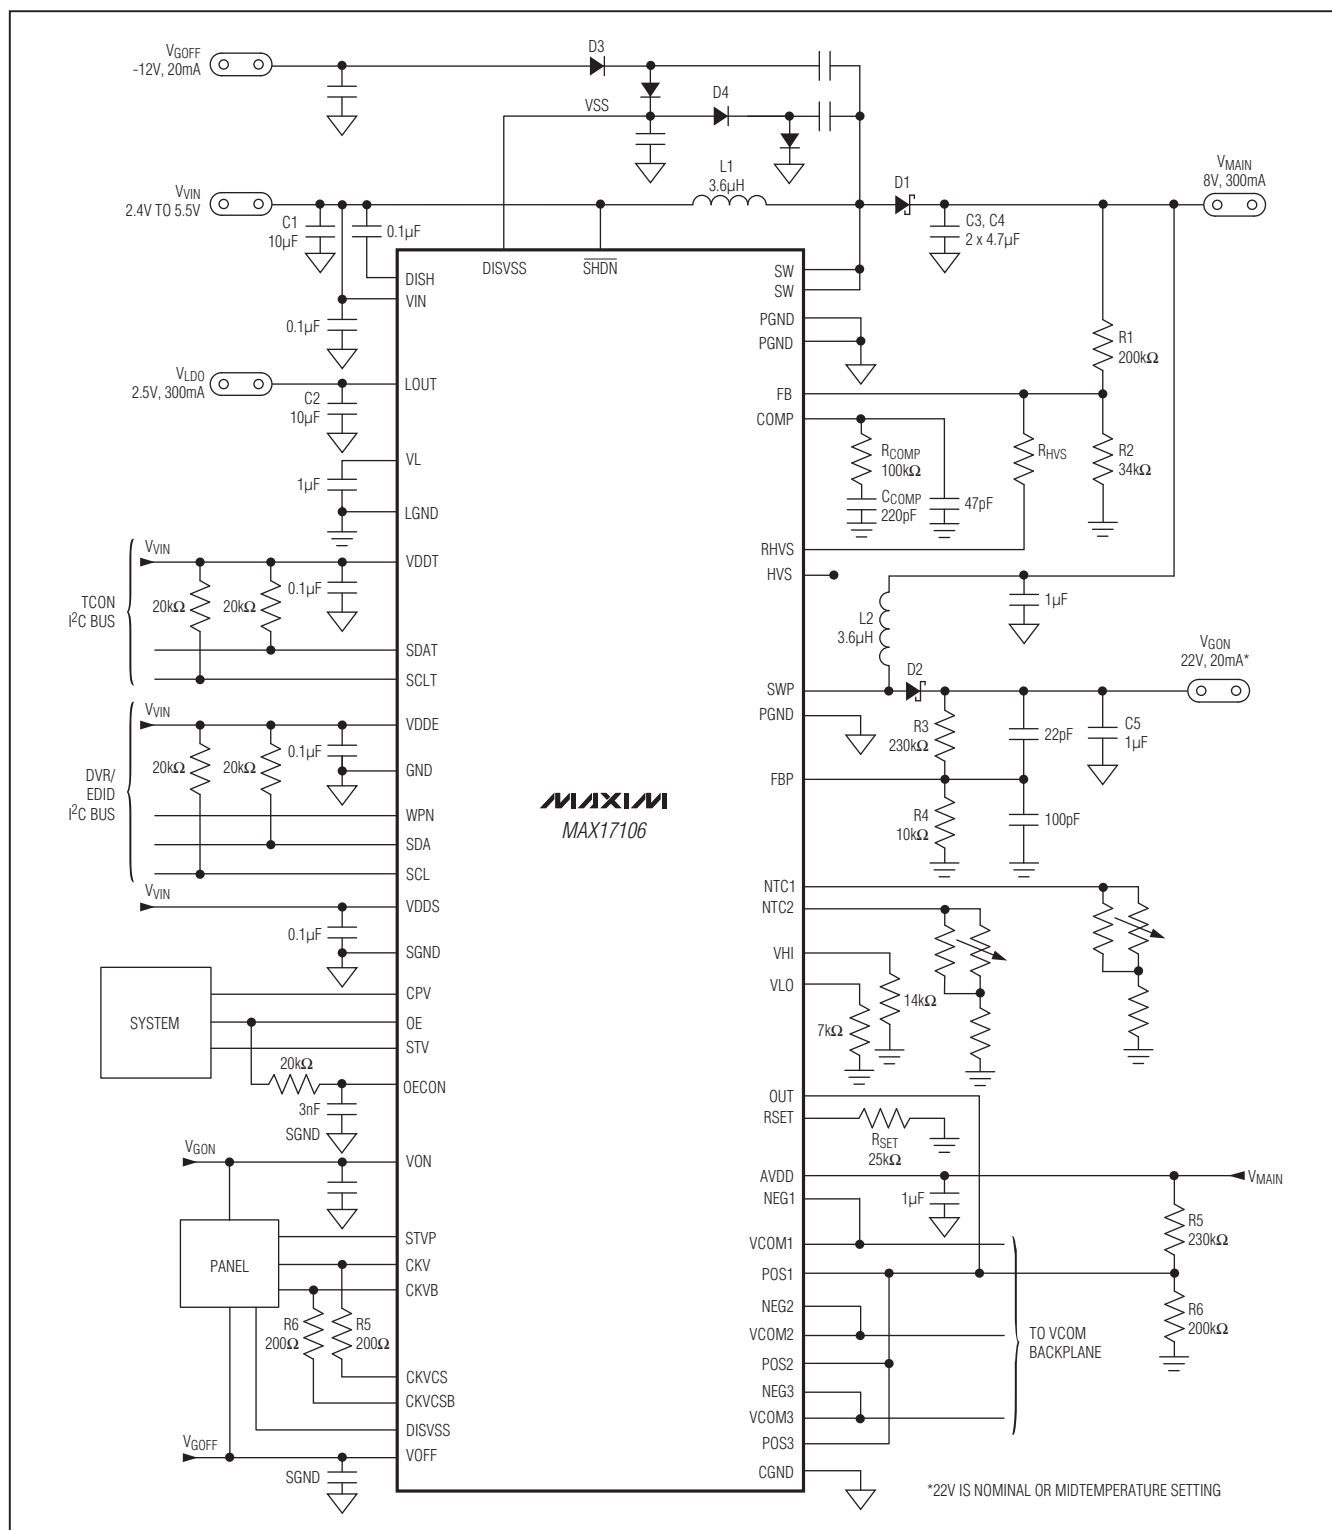 VGOFF
-12V, 20mA
D3
VSS
D4
VVIN
2.4V TO 5.5V
C1
10µF
0.1µF
L1
3.6µH
D1
VMAIN
8V, 300mA
C3, C4
2 x 4.7µF
DISVSS
SHDN
DISH
VIN
0.1µF
SW
SW
PGND
PGND
R1
200kΩ
VLDO
2.5V, 300mA
LOUT
C2
10µF
FB
COMP
RCOMP
100kΩ
CCOMP
220pF
47pF
RHVS
R2
34kΩ
VL
1µF
LGND
RHVS
HVS
TCON
I²C BUS
VVIN
VDDT
20kΩ
20kΩ
0.1µF
SDAT
SCLT
1µF
L2
3.6µH
D2
VGON
22V, 20mA*
SWP
PGND
R3
230kΩ
22pF
C5
1µF
DVR/
EDID
I²C BUS
VVIN
VDDE
20kΩ
20kΩ
0.1µF
GND
WPN
SDA
SCL
FBP
R4
10kΩ
100pF
MAXIM
MAX17106
VVIN
VDDS
0.1µF
SGND
NTC1
NTC2
VHI
VLO
14kΩ
7kΩ
SYSTEM
CPV
OE
STV
20kΩ
OECON
3nF
SGND
OUT
RSET
RSET
25kΩ
VGON
VON
AVDD
VMAIN
1µF
NEG1
VCOM1
POS1
R5
230kΩ
R6
200kΩ
PANEL
STVP
CKV
CKVB
R6
200Ω
R5
200Ω
CKVCS
CKVCSB
DISVSS
VGOFF
VOFF
SGND
NEG2
VCOM2
POS2
NEG3
VCOM3
POS3
CGND
TO VCOM
BACKPLANE
*22V IS NOMINAL OR MIDTEMPERATURE SETTING